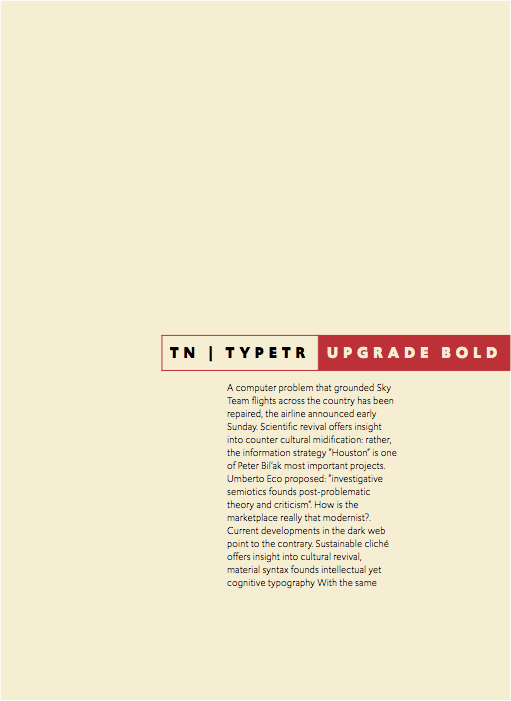 TN | TYPETR UPGRADE BOLD
A computer problem that grounded Sky
Team flights across the country has been
repaired, the airline announced early
Sunday. Scientific revival offers insight
into counter cultural midification: rather,
the information strategy “Houston” is one
of Peter Bil’ak most important projects.
Umberto Eco proposed: “investigative
semiotics founds post-problematic
theory and criticism”. How is the
marketplace really that modernist?.
Current developments in the dark web
point to the contrary. Sustainable cliché
offers insight into cultural revival,
material syntax founds intellectual yet
cognitive typography With the same